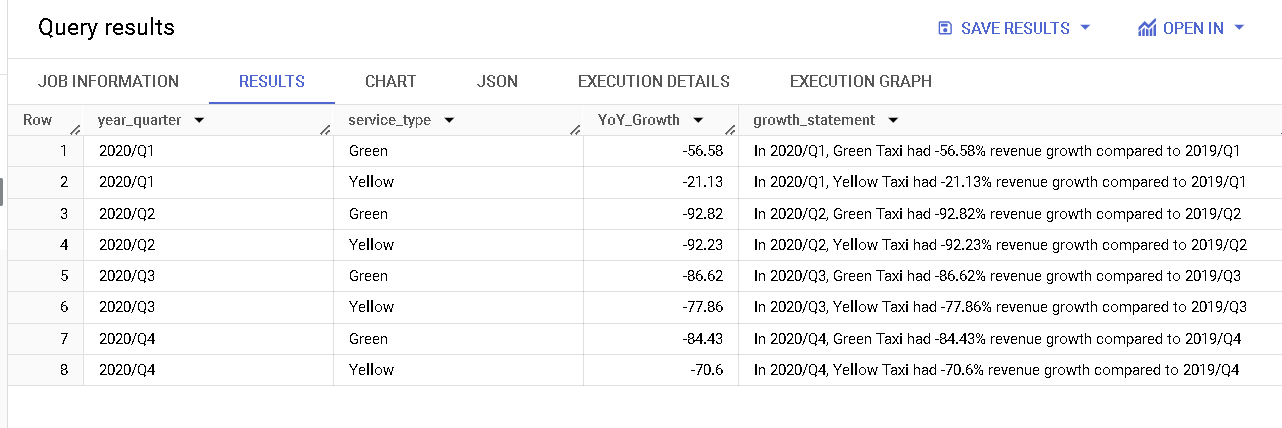 Query results SAVE RESULTS OPEN IN
JOB INFORMATION RESULTS CHART JSON EXECUTION DETAILS EXECUTION GRAPH
Row year_quarter service_type YoY_Growth growth_statement
1 2020/Q1 Green -56.58 In 2020/Q1, Green Taxi had -56.58% revenue growth compared to 2019/Q1
2 2020/Q1 Yellow -21.13 In 2020/Q1, Yellow Taxi had -21.13% revenue growth compared to 2019/Q1
3 2020/Q2 Green -92.82 In 2020/Q2, Green Taxi had -92.82% revenue growth compared to 2019/Q2
4 2020/Q2 Yellow -92.23 In 2020/Q2, Yellow Taxi had -92.23% revenue growth compared to 2019/Q2
5 2020/Q3 Green -86.62 In 2020/Q3, Green Taxi had -86.62% revenue growth compared to 2019/Q3
6 2020/Q3 Yellow -77.86 In 2020/Q3, Yellow Taxi had -77.86% revenue growth compared to 2019/Q3
7 2020/Q4 Green -84.43 In 2020/Q4, Green Taxi had -84.43% revenue growth compared to 2019/Q4
8 2020/Q4 Yellow -70.6 In 2020/Q4, Yellow Taxi had -70.6% revenue growth compared to 2019/Q4